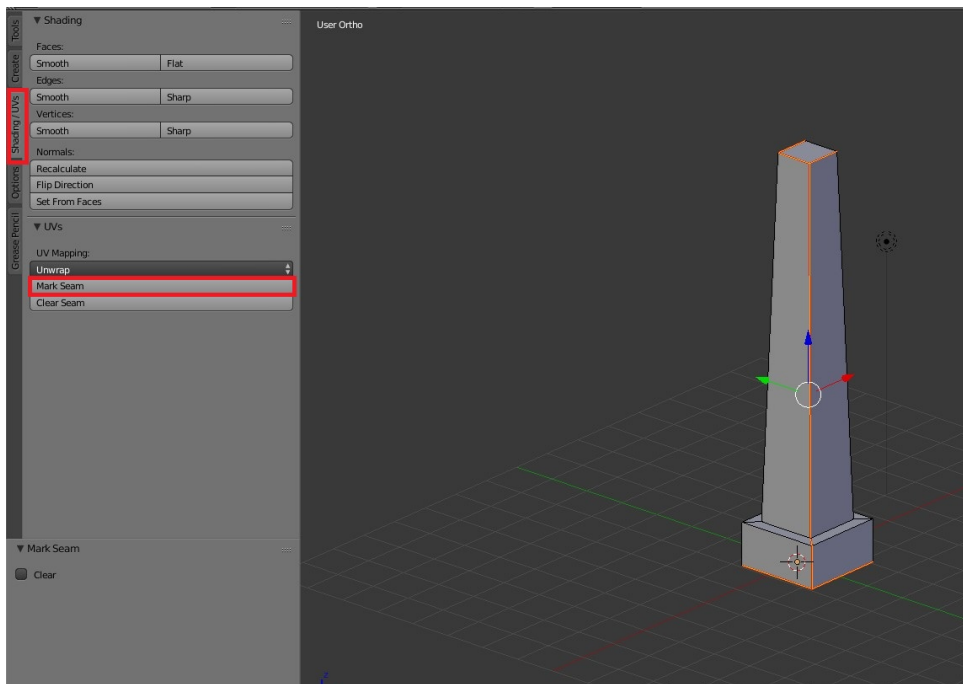 Tools
Create
Shading / UVs
Options
Grease Pencil
▼ Shading
Faces:
Smooth Flat
Edges:
Smooth Sharp
Vertices:
Smooth Sharp
Normals:
Recalculate
Flip Direction
Set From Faces
▼ UVs
UV Mapping:
Unwrap
Mark Seam
Clear Seam
▼ Mark Seam
Clear
User Ortho
z